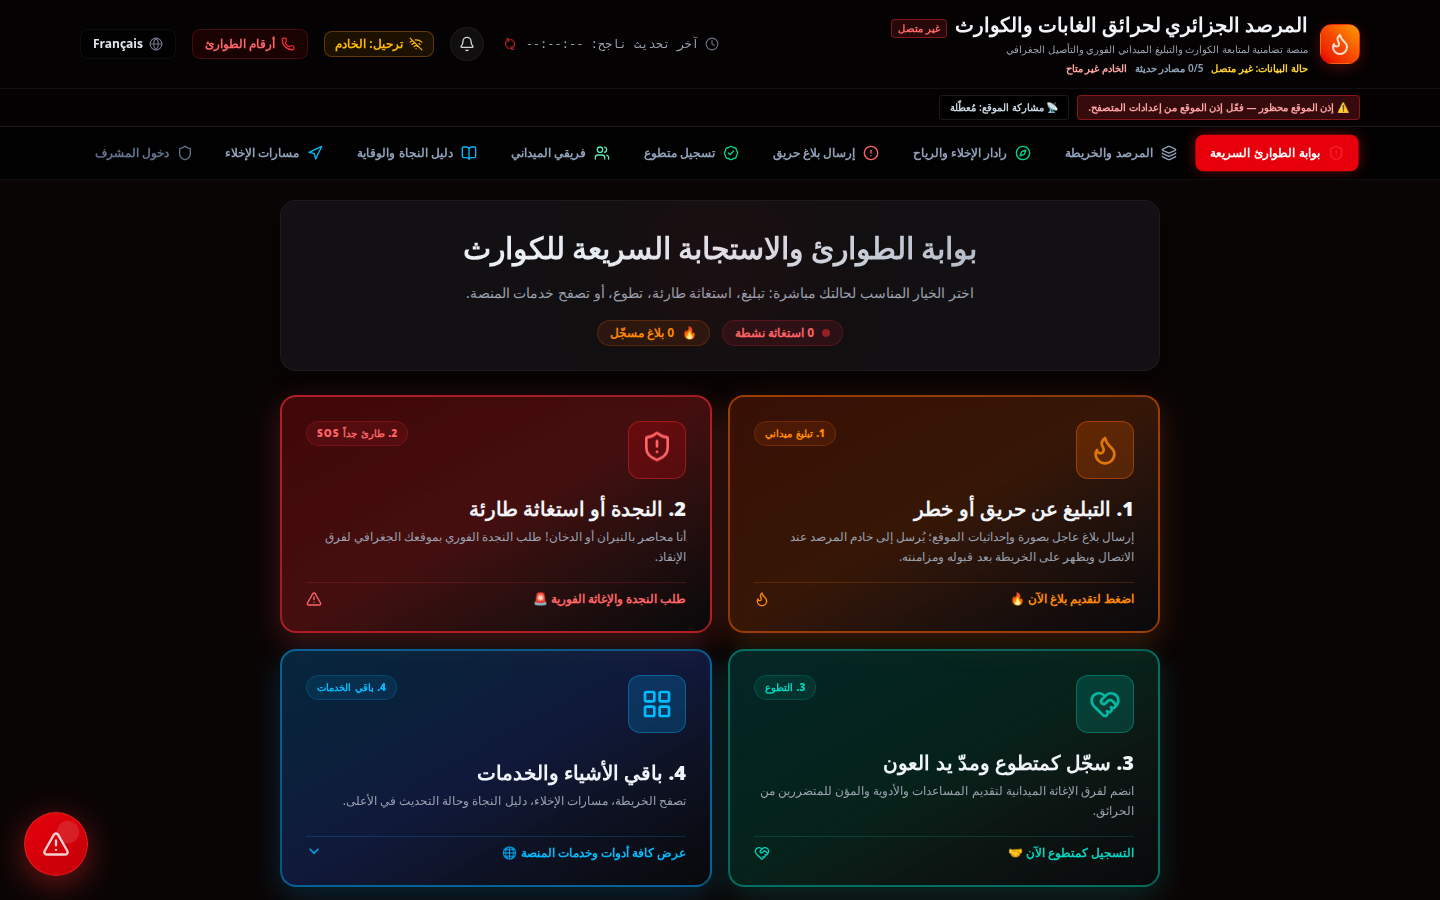 المرصد الجزائري لحرائق الغابات والكوارث
غير متصل
منصة تضامنية لمتابعة الكوارث والتبليغ الميداني الفوري والتأصيل الجغرافي
حالة البيانات: غير متصل 0/5 مصادر حديثة الخادم غير متاح
آخر تحديث ناجح: --:--:--
ترحيل: الخادم
أرقام الطوارئ
Français
⚠️ إذن الموقع محظور — فعّل إذن الموقع من إعدادات المتصفح.
📡 مشاركة الموقع: مُعطّلة
بوابة الطوارئ السريعة
المرصد والخريطة
رادار الإخلاء والرياح
إرسال بلاغ حريق
تسجيل متطوع
فريقي الميداني
دليل النجاة والوقاية
مسارات الإخلاء
دخول المشرف
بوابة الطوارئ والاستجابة السريعة للكوارث
اختر الخيار المناسب لحالتك مباشرة: تبليغ، استغاثة طارئة، تطوع، أو تصفح خدمات المنصة.
0 استغاثة نشطة
🔥 0 بلاغ مسجّل
1. تبليغ ميداني
1. التبليغ عن حريق أو خطر
إرسال بلاغ عاجل بصورة وإحداثيات الموقع؛ يُرسل إلى خادم المرصد عند
الاتصال ويظهر على الخريطة بعد قبوله ومزامنته.
اضغط لتقديم بلاغ الآن 🔥
2. طارئ جداً SOS
2. النجدة أو استغاثة طارئة
أنا محاصر بالنيران أو الدخان! طلب النجدة الفوري بموقعك الجغرافي لفرق
الإنقاذ.
طلب النجدة والإغاثة الفورية 🚨
3. التطوع
3. سجّل كمتطوع ومدّ يد العون
انضم لفرق الإغاثة الميدانية لتقديم المساعدات والأدوية والمؤن للمتضررين من
الحرائق.
التسجيل كمتطوع الآن 🤝
4. باقي الخدمات
4. باقي الأشياء والخدمات
تصفح الخريطة، مسارات الإخلاء، دليل النجاة وحالة التحديث في الأعلى.
عرض كافة أدوات وخدمات المنصة 🌐